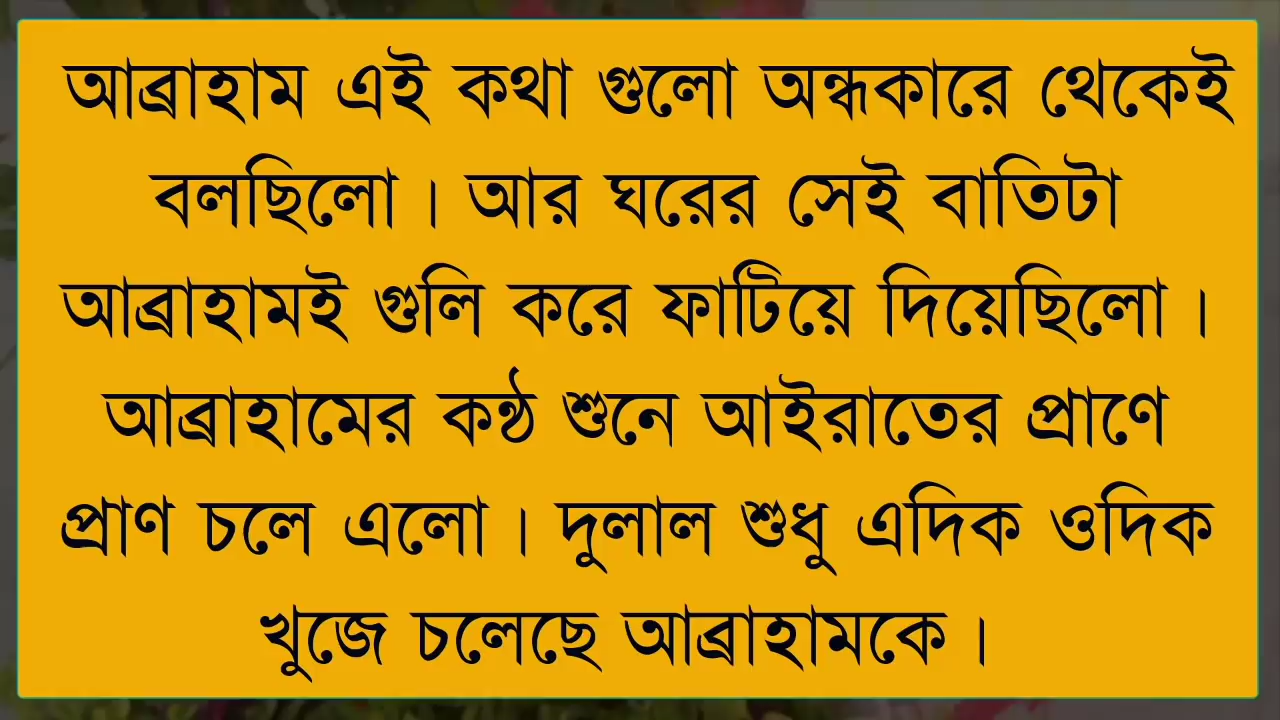 আব্রাহাম এই কথা গুলো অন্ধকারে থেকেই
বলছিলো। আর ঘরের সেই বাতিটা
আব্রাহামই গুলি করে ফাটিয়ে দিয়েছিলো।
আব্রাহামের কন্ঠ শুনে আইরাতের প্রাণে
প্রাণ চলে এলো। দুলাল শুধু এদিক ওদিক
খুজে চলেছে আব্রাহামকে।